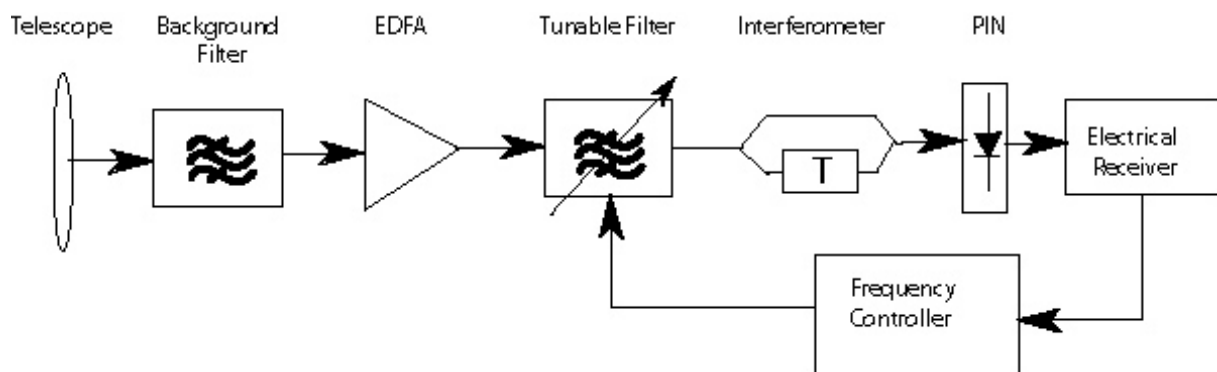 Telescope
Background
Filter
EDFA
Tunable Filter
Interferometer
PIN
T
Electrical
Receiver
Frequency
Controller